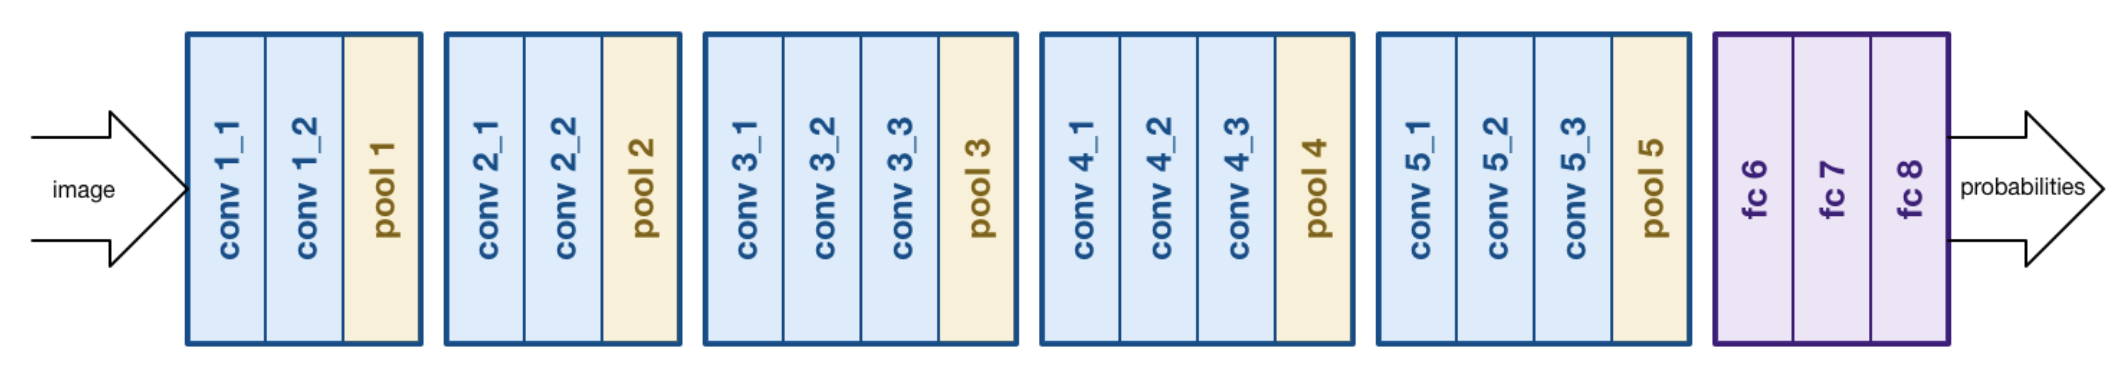 image
conv 1_1
conv 1_2
pool 1
conv 2_1
conv 2_2
pool 2
conv 3_1
conv 3_2
conv 3_3
pool 3
conv 4_1
conv 4_2
conv 4_3
pool 4
conv 5_1
conv 5_2
conv 5_3
pool 5
fc 6
fc 7
fc 8
probabilities